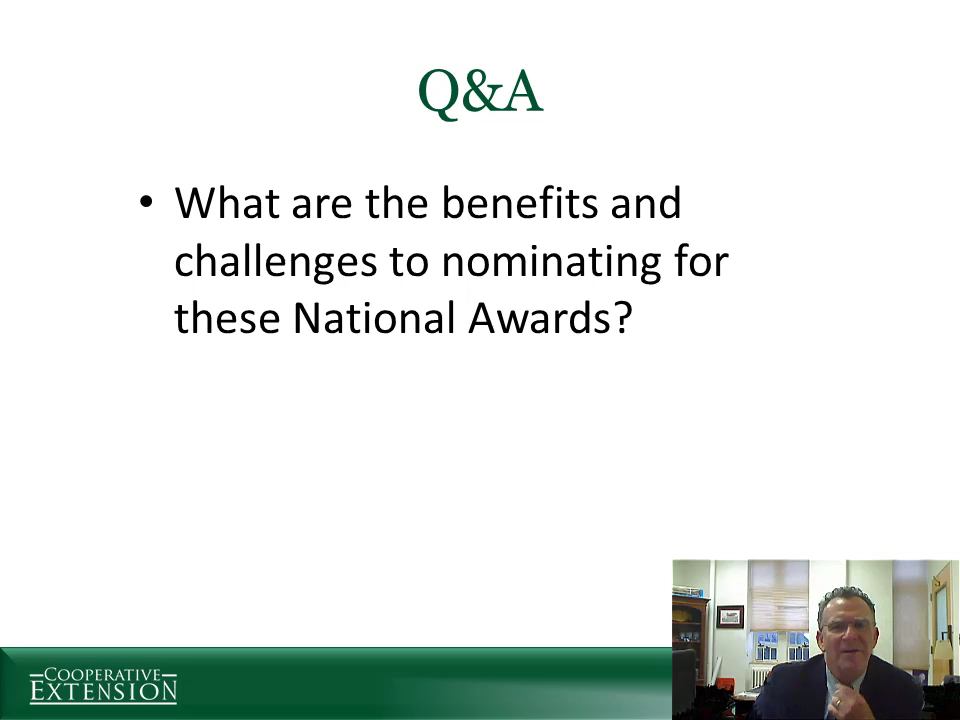 Q&A
• What are the benefits and
challenges to nominating for
these National Awards?
COOPERATIVE
EXTENSION